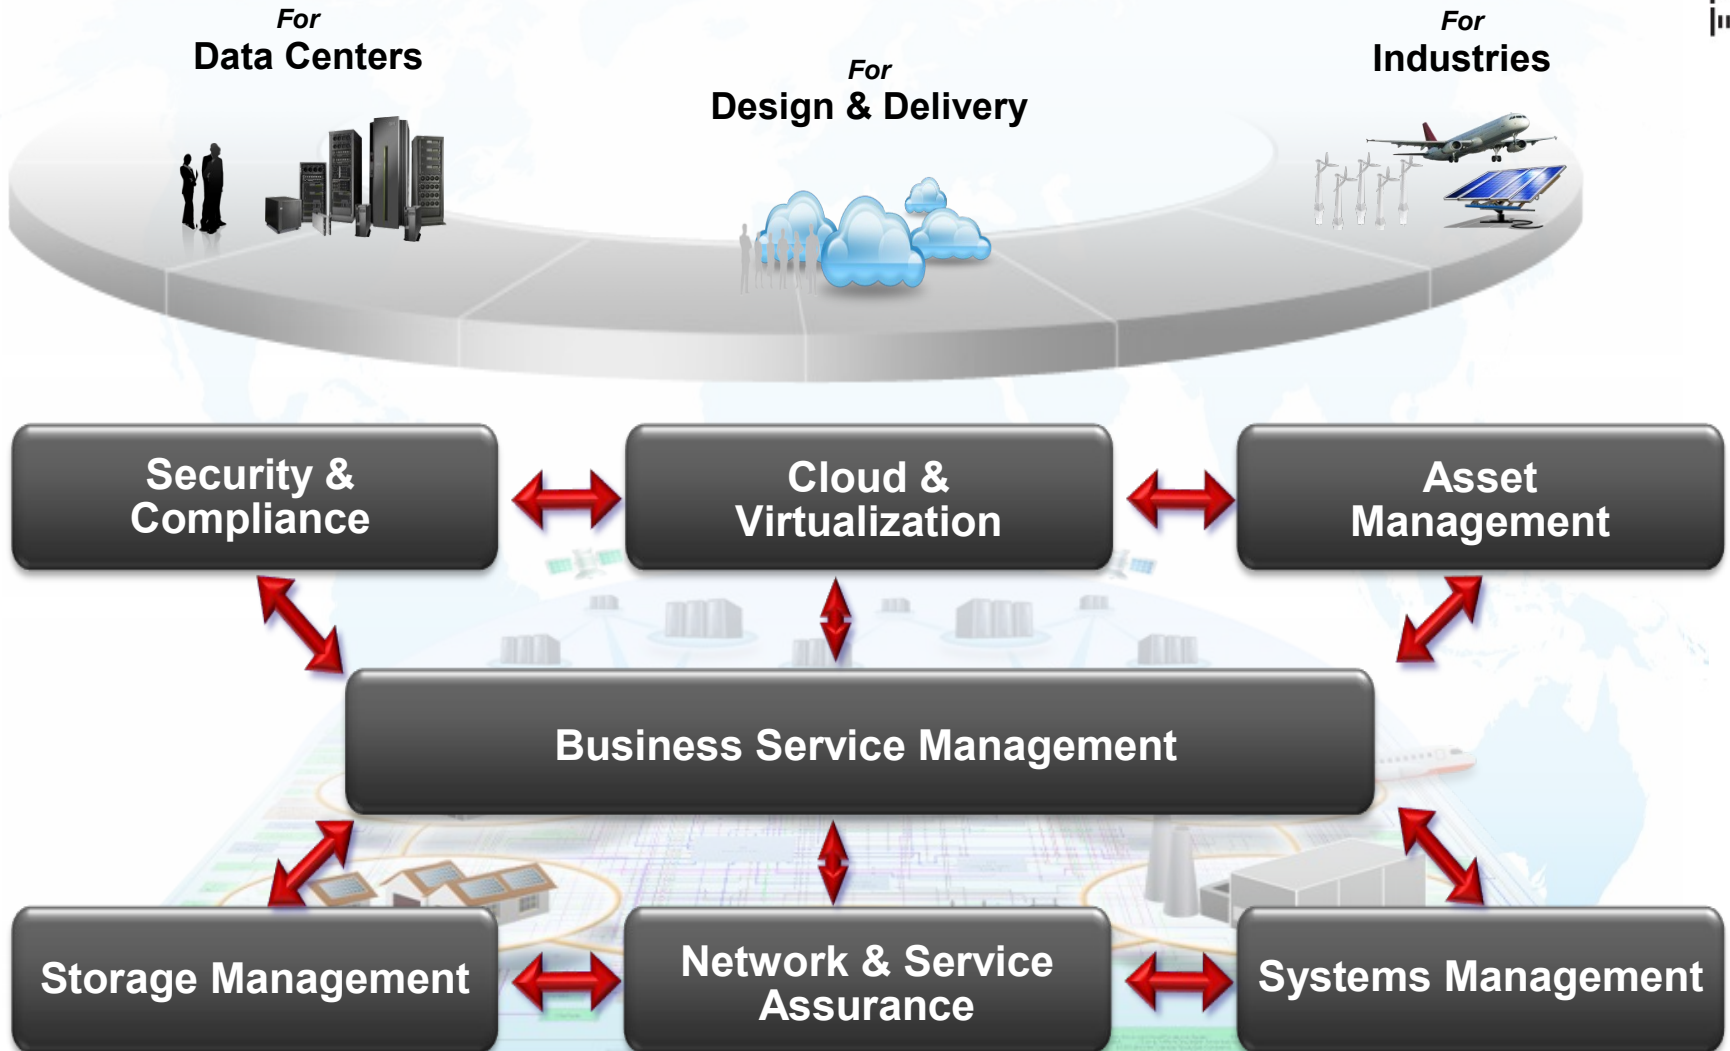 For
Data Centers
For
Design & Delivery
For
Industries
Security &
Compliance
Cloud &
Virtualization
Asset
Management
Business Service Management
Storage Management
Network & Service
Assurance
Systems Management